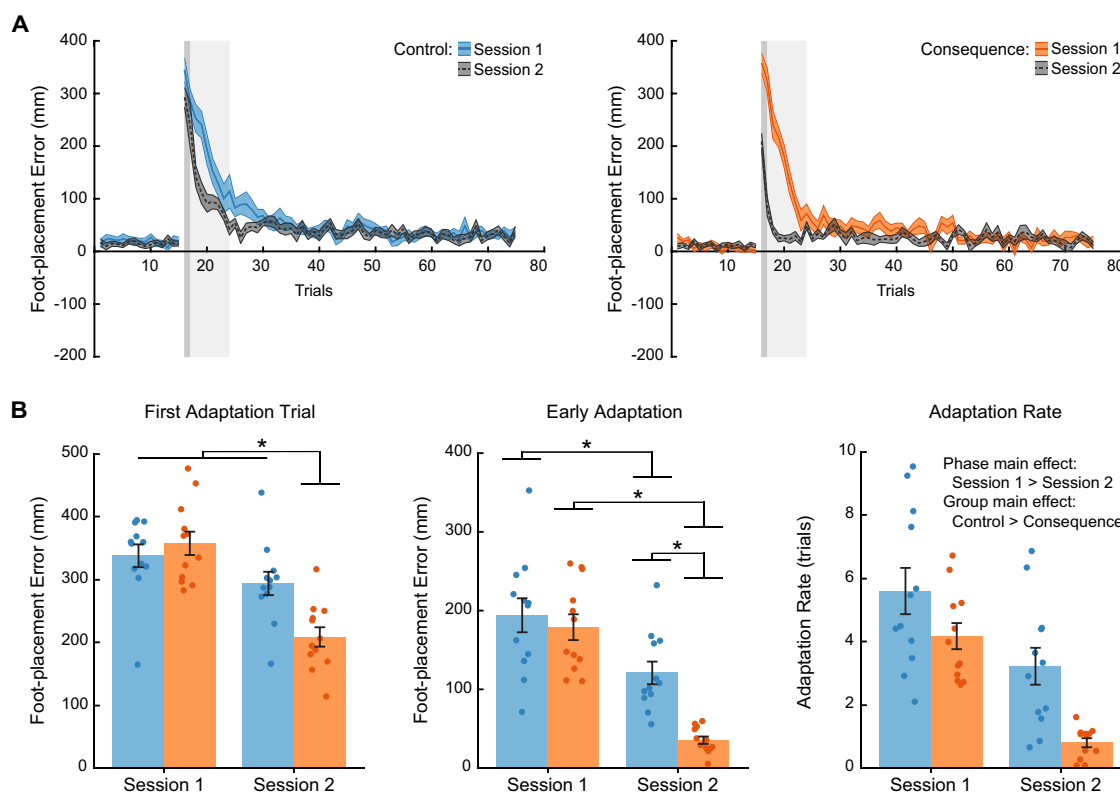 A
Control: Session 1
Session 2
Foot-placement Error (mm)
400
300
200
100
0
-100
-200
10 20 30 40 50 60 70 80
Trials
Consequence: Session 1
Session 2
Foot-placement Error (mm)
400
300
200
100
0
-100
-200
10 20 30 40 50 60 70 80
Trials
B
First Adaptation Trial
Foot-placement Error (mm)
500
400
300
200
100
0
*
Session 1 Session 2
Early Adaptation
Foot-placement Error (mm)
400
300
200
100
0
*
*
*
Session 1 Session 2
Adaptation Rate
Adaptation Rate (trials)
10
8
6
4
2
0
Phase main effect:
Session 1 > Session 2
Group main effect:
Control > Consequence
Session 1 Session 2